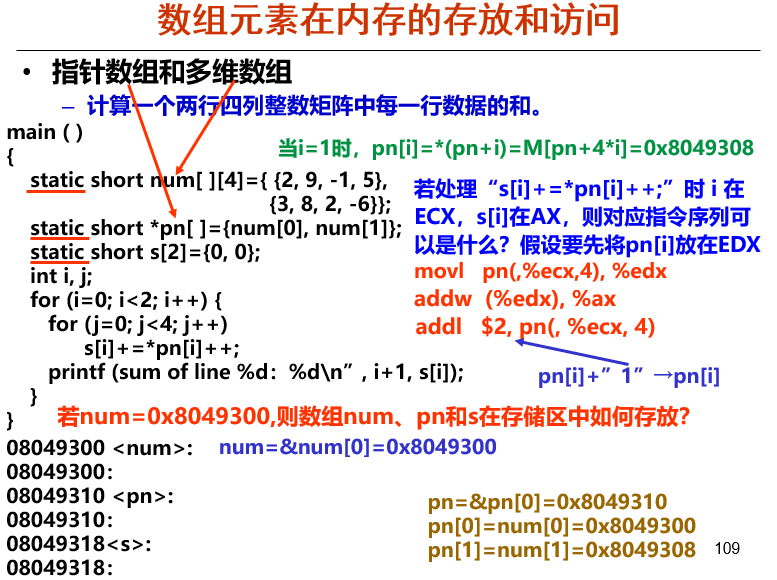 数组元素在内存的存放和访问
• 指针数组和多维数组
– 计算一个两行四列整数矩阵中每一行数据的和。
main ( )
{
当i=1时，pn[i]=*(pn+i)=M[pn+4*i]=0x8049308
static short num[ ][4]={ {2, 9, -1, 5},
{3, 8, 2, -6}};
static short *pn[ ]={num[0], num[1]};
static short s[2]={0, 0};
int i, j;
for (i=0; i<2; i++) {
for (j=0; j<4; j++)
s[i]+=*pn[i]++;
printf (sum of line %d：%d\n”, i+1, s[i]);
}
}
若处理“s[i]+=*pn[i]++;”时 i 在
ECX，s[i]在AX，则对应指令序列可
以是什么？假设要先将pn[i]放在EDX
movl pn(,%ecx,4), %edx
addw (%edx), %ax
addl $2, pn(, %ecx, 4)
pn[i]+”1”→pn[i]
若num=0x8049300,则数组num、pn和s在存储区中如何存放？
08049300 <num>: num=&num[0]=0x8049300
08049300：
08049310 <pn>:
08049310：
08049318<s>:
08049318：
pn=&pn[0]=0x8049310
pn[0]=num[0]=0x8049300
pn[1]=num[1]=0x8049308
109